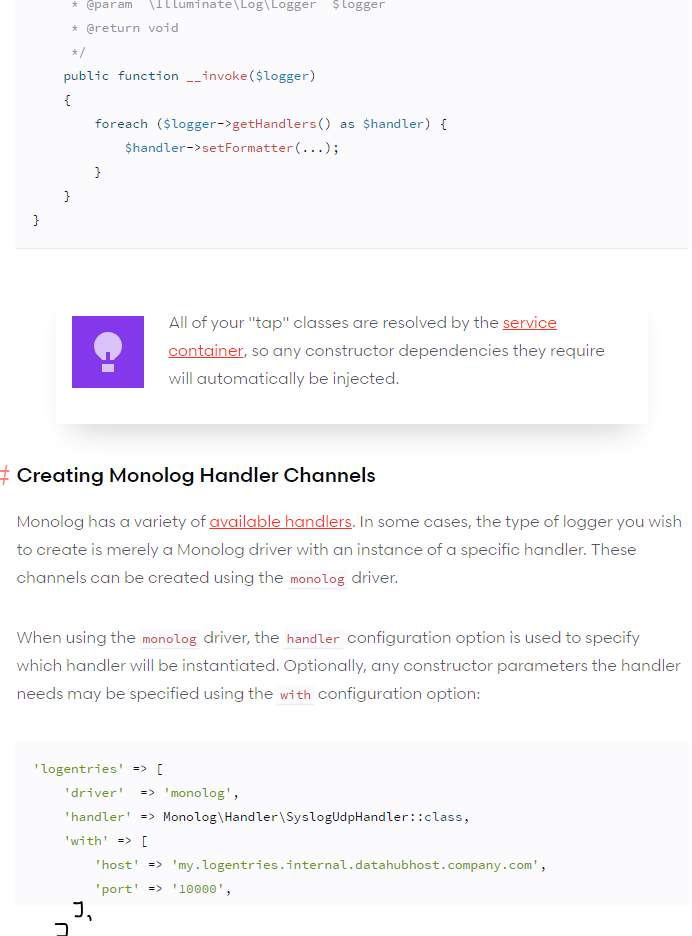 * @param  \Illuminate\Log\Logger  $logger
* @return void
*/
public function __invoke($logger)
{
foreach ($logger->getHandlers() as $handler) {
$handler->setFormatter(...);
}
}
}
All of your "tap" classes are resolved by the service
container, so any constructor dependencies they require
will automatically be injected.
# Creating Monolog Handler Channels
Monolog has a variety of available handlers. In some cases, the type of logger you wish
to create is merely a Monolog driver with an instance of a specific handler. These
channels can be created using the monolog driver.
When using the monolog driver, the handler configuration option is used to specify
which handler will be instantiated. Optionally, any constructor parameters the handler
needs may be specified using the with configuration option:
'logentries' => [
'driver'  => 'monolog',
'handler' => Monolog\Handler\SyslogUdpHandler::class,
'with' => [
'host' => 'my.logentries.internal.datahubhost.company.com',
'port' => '10000',
],
]